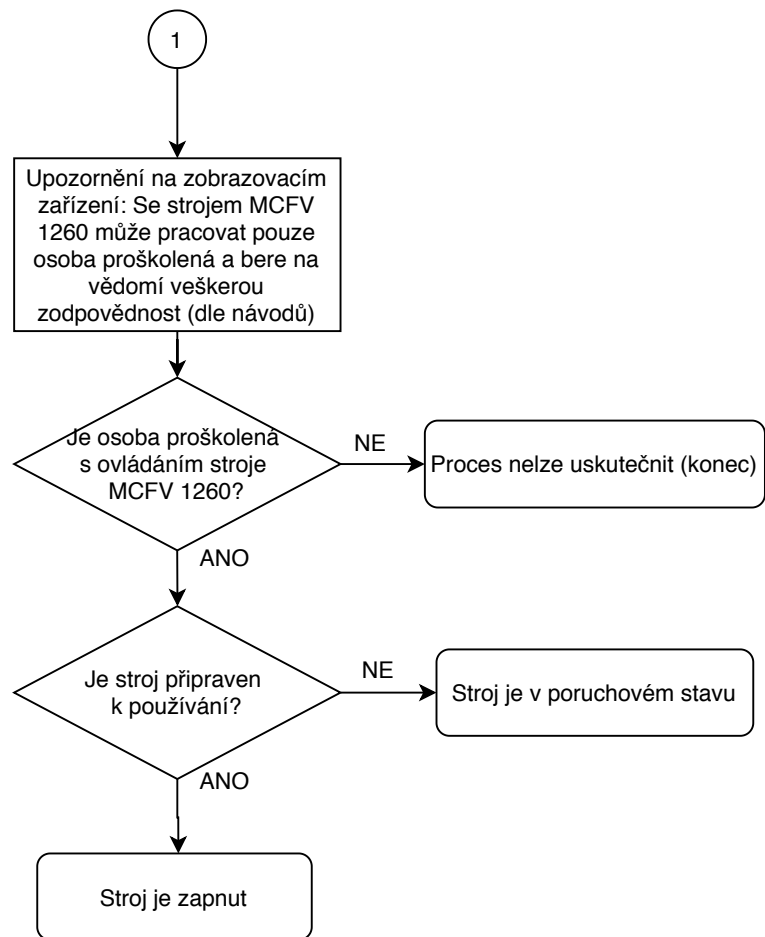 1
Upozornění na zobrazovacím
zařízení: Se strojem MCFV
1260 může pracovat pouze
osoba proškolená a bere na
vědomí veškerou
zodpovědnost (dle návodů)
Je osoba proškolená
s ovládáním stroje
MCFV 1260?
NE
Proces nelze uskutečnit (konec)
ANO
Je stroj připraven
k používání?
NE
Stroj je v poruchovém stavu
ANO
Stroj je zapnut